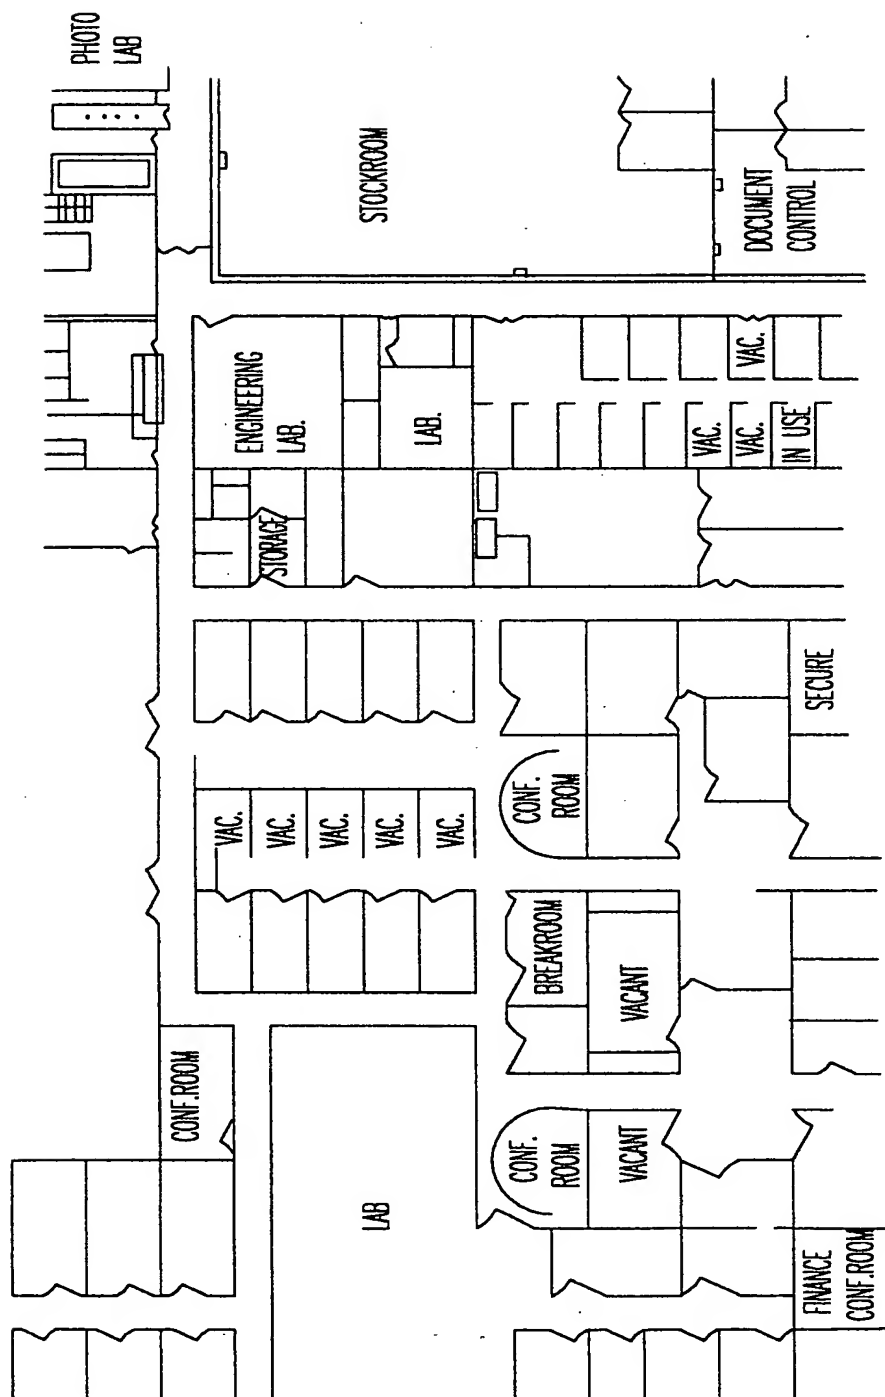 PHOTO
LAB
STOCKROOM
DOCUMENT
CONTROL
ENGINEERING
LAB.
LAB.
VAC.
VAC.
VAC.
IN USE
STORAGE
SECURE
CONF.
ROOM
VAC.
VAC.
VAC.
VAC.
VAC.
BREAKROOM
VACANT
CONF.ROOM
CONF.
ROOM
VACANT
LAB
FINANCE
CONF.ROOM